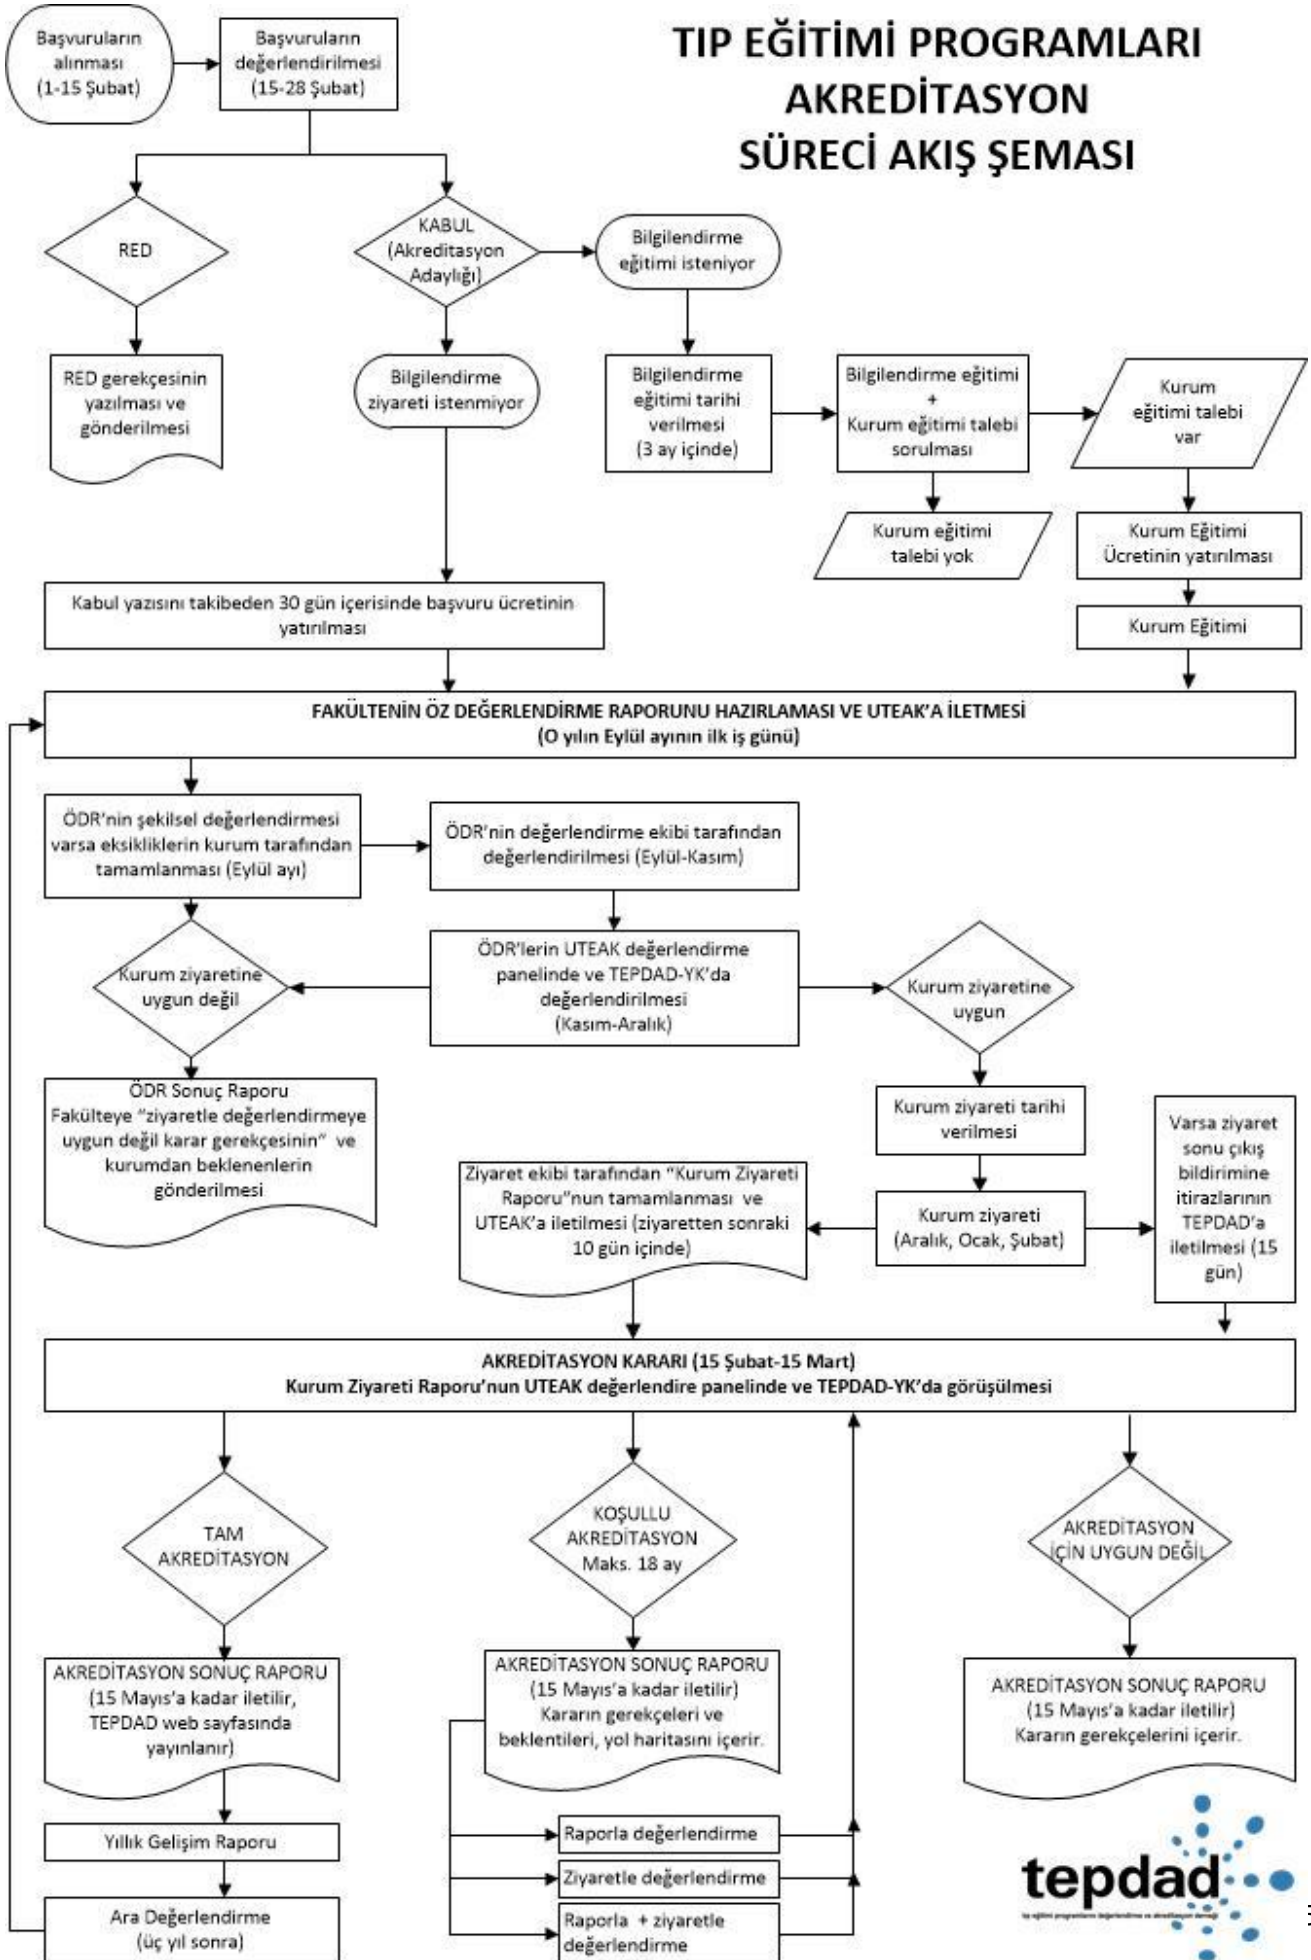 TIP EĞİTİMİ PROGRAMLARI
AKREDİTASYON
SÜRECİ AKIŞ ŞEMASI
Başvuruların
alınması
(1-15 Şubat)
Başvuruların
değerlendirilmesi
(15-28 Şubat)
RED
KABUL
(Akreditasyon
Adaylığı)
Bilgilendirme
eğitimi isteniyor
RED gerekçesinin
yazılması ve
gönderilmesi
Bilgilendirme
ziyareti istenmiyor
Bilgilendirme
eğitimi tarihi
verilmesi
(3 ay içinde)
Bilgilendirme eğitimi
+
Kurum eğitimi talebi
sorulması
Kurum
eğitimi talebi
var
Kurum eğitimi
talebi yok
Kurum Eğitimi
Ücretinin yatırılması
Kurum Eğitimi
Kabul yazısını takibeden 30 gün içerisinde başvuru ücretinin
yatırılması
FAKÜLTENİN ÖZ DEĞERLENDİRME RAPORUNU HAZIRLAMASI VE UTEAK'A İLETMESİ
(O yılın Eylül ayının ilk iş günü)
ÖDR'nin şekilsel değerlendirmesi
varsa eksikliklerin kurum tarafından
tamamlanması (Eylül ayı)
ÖDR'nin değerlendirme ekibi tarafından
değerlendirilmesi (Eylül-Kasım)
Kurum ziyaretine
uygun değil
ÖDR'lerin UTEAK değerlendirme
panelinde ve TEPDAD-YK'da
değerlendirilmesi
(Kasım-Aralık)
Kurum ziyaretine
uygun
ÖDR Sonuç Raporu
Fakülteye "ziyaretle değerlendirmeye
uygun değil karar gerekçesinin" ve
kurumdan beklenenlerin
gönderilmesi
Kurum ziyareti tarihi
verilmesi
Ziyaret ekibi tarafından "Kurum Ziyareti
Raporu"nun tamamlanması ve
UTEAK'a iletilmesi (ziyaretten sonraki
10 gün içinde)
Kurum ziyareti
(Aralık, Ocak, Şubat)
Varsa ziyaret
sonu çıkış
bildirimine
itirazlarının
TEPDAD'a
iletilmesi (15
gün)
AKREDİTASYON KARARI (15 Şubat-15 Mart)
Kurum Ziyareti Raporu'nun UTEAK değerlendire panelinde ve TEPDAD-YK'da görüşülmesi
TAM
AKREDİTASYON
KOŞULLU
AKREDİTASYON
Maks. 18 ay
AKREDİTASYON
İÇİN UYGUN DEĞİL
AKREDİTASYON SONUÇ RAPORU
(15 Mayıs'a kadar iletilir,
TEPDAD web sayfasında
yayınlanır)
AKREDİTASYON SONUÇ RAPORU
(15 Mayıs'a kadar iletilir)
Kararın gerekçeleri ve
beklentileri, yol haritasını içerir.
AKREDİTASYON SONUÇ RAPORU
(15 Mayıs'a kadar iletilir)
Kararın gerekçelerini içerir.
Yıllık Gelişim Raporu
Ara Değerlendirme
(üç yıl sonra)
Raporla değerlendirme
Ziyaretle değerlendirme
Raporla + ziyaretle
değerlendirme
tepdad
tıp eğitimi programlarını değerlendirme ve akreditasyon derneği